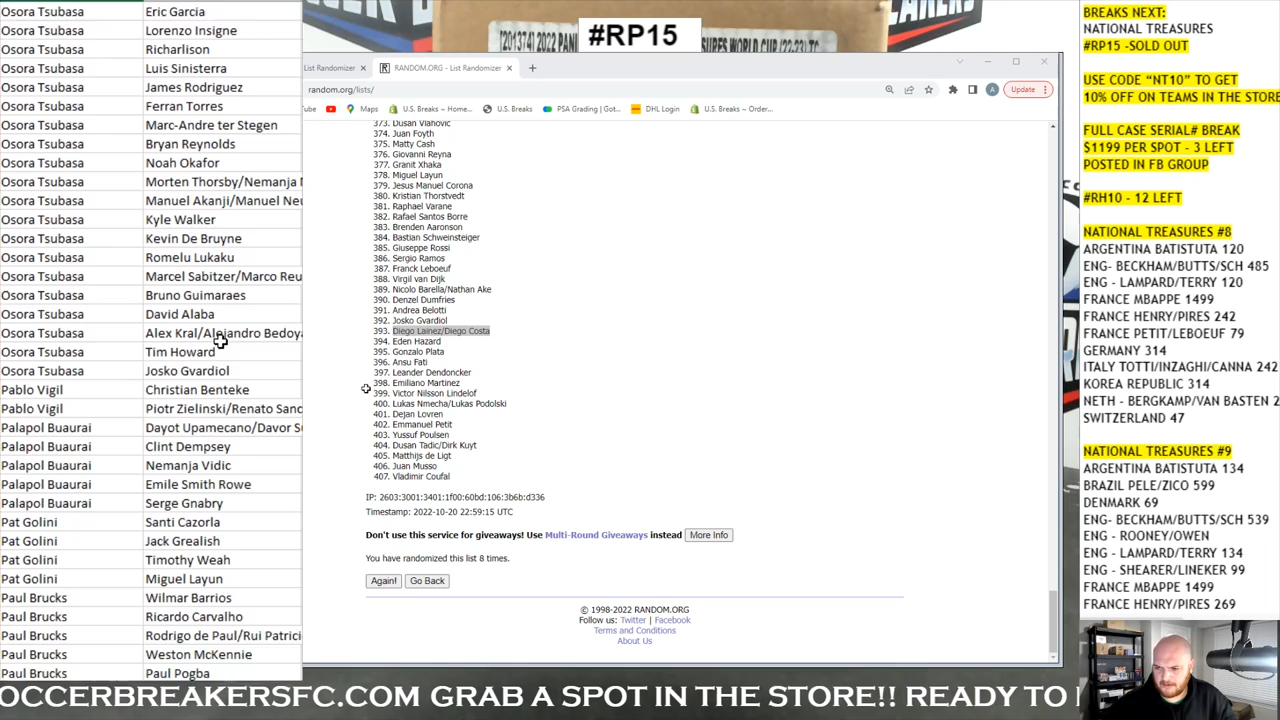 Osora Tsubasa Eric Garcia
Osora Tsubasa Lorenzo Insigne
Osora Tsubasa Richarlison
Osora Tsubasa Luis Sinisterra
Osora Tsubasa James Rodriguez
Osora Tsubasa Ferran Torres
Osora Tsubasa Marc-Andre ter Stegen
Osora Tsubasa Bryan Reynolds
Osora Tsubasa Noah Okafor
Osora Tsubasa Morten Thorsby/Nemanja
Osora Tsubasa Manuel Akanji/Manuel Neu
Osora Tsubasa Kyle Walker
Osora Tsubasa Kevin De Bruyne
Osora Tsubasa Romelu Lukaku
Osora Tsubasa Marcel Sabitzer/Marco Reu
Osora Tsubasa Bruno Guimaraes
Osora Tsubasa David Alaba
Osora Tsubasa Alex Kral/Alejandro Bedoya
Osora Tsubasa Tim Howard
Osora Tsubasa Josko Gvardiol
Pablo Vigil Christian Benteke
Pablo Vigil Piotr Zielinski/Renato Sanc
Palapol Buaurai Dayot Upamecano/Davor S
Palapol Buaurai Clint Dempsey
Palapol Buaurai Nemanja Vidic
Palapol Buaurai Emile Smith Rowe
Palapol Buaurai Serge Gnabry
Pat Golini Santi Cazorla
Pat Golini Jack Grealish
Pat Golini Timothy Weah
Pat Golini Miguel Layun
Paul Brucks Wilmar Barrios
Paul Brucks Ricardo Carvalho
Paul Brucks Rodrigo de Paul/Rui Patrici
Paul Brucks Weston McKennie
Paul Brucks Paul Pogba
#RP15
List Randomizer
RANDOM.ORG - List Randomizer
random.org/lists/
Update
Tube Maps U.S. Breaks – Home... U.S. Breaks PSA Grading | Got... DHL Login U.S. Breaks ~ Order...
373. Dusan Vlahovic
374. Juan Foyth
375. Matty Cash
376. Giovanni Reyna
377. Granit Xhaka
378. Miguel Layun
379. Jesus Manuel Corona
380. Kristian Thorstvedt
381. Raphael Varane
382. Rafael Santos Borre
383. Brenden Aaronson
384. Bastian Schweinsteiger
385. Giuseppe Rossi
386. Sergio Ramos
387. Franck Leboeuf
388. Virgil van Dijk
389. Nicolo Barella/Nathan Ake
390. Denzel Dumfries
391. Andrea Belotti
392. Josko Gvardiol
393. Diego Lainez/Diego Costa
394. Eden Hazard
395. Gonzalo Plata
396. Ansu Fati
397. Leander Dendoncker
398. Emiliano Martinez
399. Victor Nilsson Lindelof
400. Lukas Nmecha/Lukas Podolski
401. Dejan Lovren
402. Emmanuel Petit
403. Yussuf Poulsen
404. Dusan Tadic/Dirk Kuyt
405. Matthijs de Ligt
406. Juan Musso
407. Vladimir Coufal
IP: 2603:3001:3401:1f00:60bd:106:3b6b:d336
Timestamp: 2022-10-20 22:59:15 UTC
Don't use this service for giveaways! Use Multi-Round Giveaways instead More Info
You have randomized this list 8 times.
Again! Go Back
© 1998-2022 RANDOM.ORG
Follow us: Twitter | Facebook
Terms and Conditions
About Us
BREAKS NEXT:
NATIONAL TREASURES
#RP15 -SOLD OUT
USE CODE “NT10” TO GET
10% OFF ON TEAMS IN THE STORE
FULL CASE SERIAL# BREAK
$1199 PER SPOT - 3 LEFT
POSTED IN FB GROUP
#RH10 - 12 LEFT
NATIONAL TREASURES #8
ARGENTINA BATISTUTA 120
ENG- BECKHAM/BUTTS/SCH 485
ENG - LAMPARD/TERRY 120
FRANCE MBAPPE 1499
FRANCE HENRY/PIRES 242
FRANCE PETIT/LEBOEUF 79
GERMANY 314
ITALY TOTTI/INZAGHI/CANNA 242
KOREA REPUBLIC 314
NETH - BERGKAMP/VAN BASTEN 2
SWITZERLAND 47
NATIONAL TREASURES #9
ARGENTINA BATISTUTA 134
BRAZIL PELE/ZICO 599
DENMARK 69
ENG- BECKHAM/BUTTS/SCH 539
ENG - ROONEY/OWEN
ENG - LAMPARD/TERRY 134
ENG - SHEARER/LINEKER 99
FRANCE MBAPPE 1499
FRANCE HENRY/PIRES 269
OCCERBREAKERSFC.COM GRAB A SPOT IN THE STORE!! READY TO